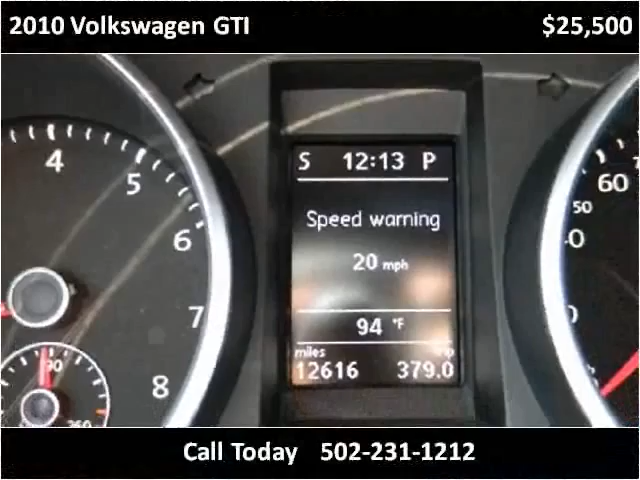 2010 Volkswagen GTI $25,500
S 12:13 P
Speed warning
20 mph
94 °F
miles
12616 379.0
4
5
6
7
8
90
60
50
Call Today 502-231-1212